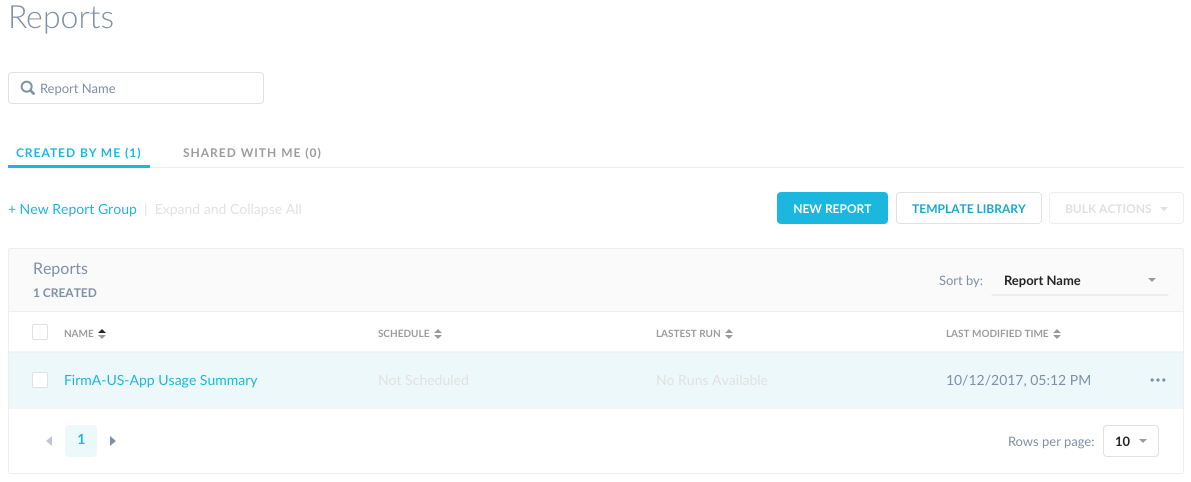 Reports
Report Name
CREATED BY ME (1) SHARED WITH ME (0)
+ New Report Group | Expand and Collapse All NEW REPORT TEMPLATE LIBRARY BULK ACTIONS
Reports
1 CREATED
Sort by: Report Name
NAME SCHEDULE LASTEST RUN LAST MODIFIED TIME
FirmA-US-App Usage Summary Not Scheduled No Runs Available 10/12/2017, 05:12 PM ...
1 Rows per page: 10